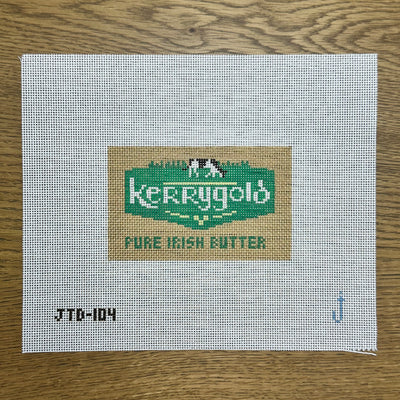 Kerrygold
PURE IRISH BUTTER
JTD-104
J